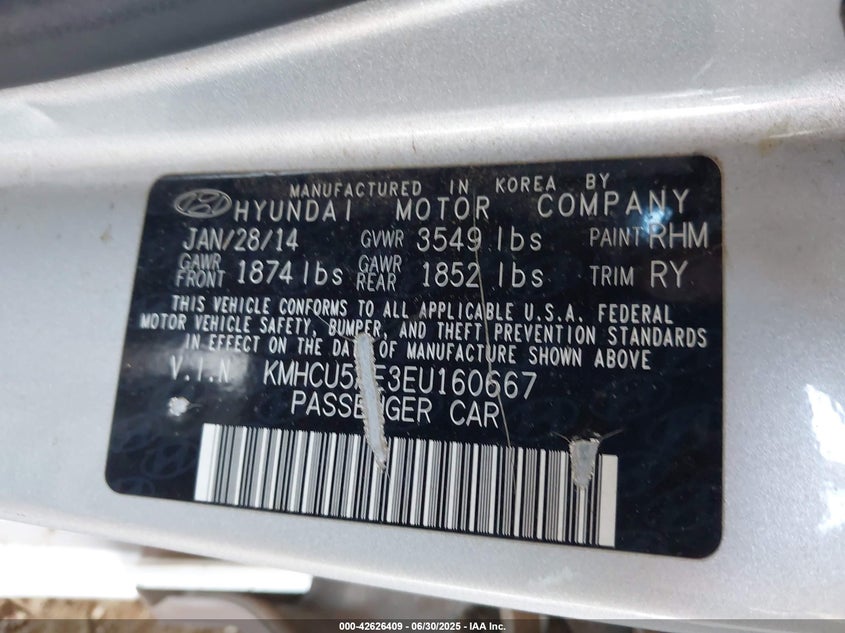 MANUFACTURED IN KOREA BY
HYUNDAI MOTOR COMPANY
JAN/28/14 GVWR 3549 lbs PAINT RHM
GAWR FRONT 1874 lbs GAWR REAR 1852 lbs TRIM RY
THIS VEHICLE CONFORMS TO ALL APPLICABLE U.S.A. FEDERAL
MOTOR VEHICLE SAFETY, BUMPER, AND THEFT PREVENTION STANDARDS
IN EFFECT ON THE DATE OF MANUFACTURE SHOWN ABOVE
V.I.N
PASSENGER CAR
000-42626409 - 06/30/2025 - IAA Inc.